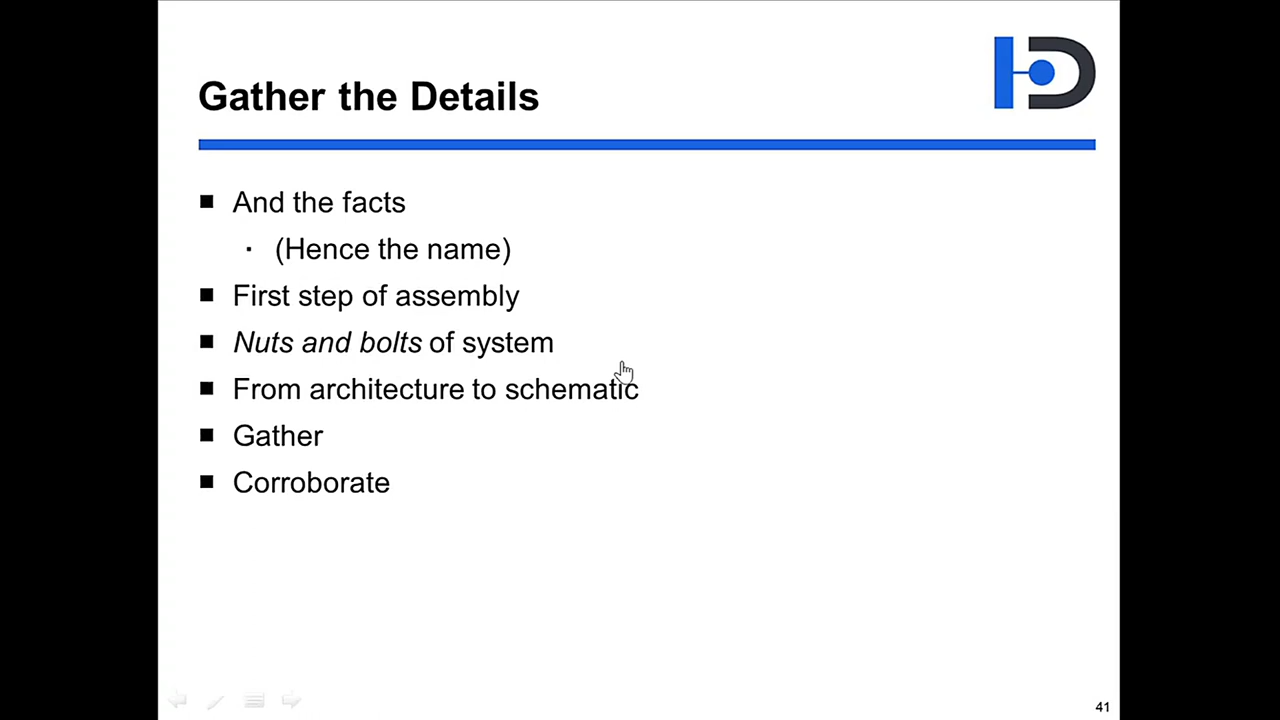 Gather the Details
And the facts
(Hence the name)
First step of assembly
Nuts and bolts of system
From architecture to schematic
Gather
Corroborate
41